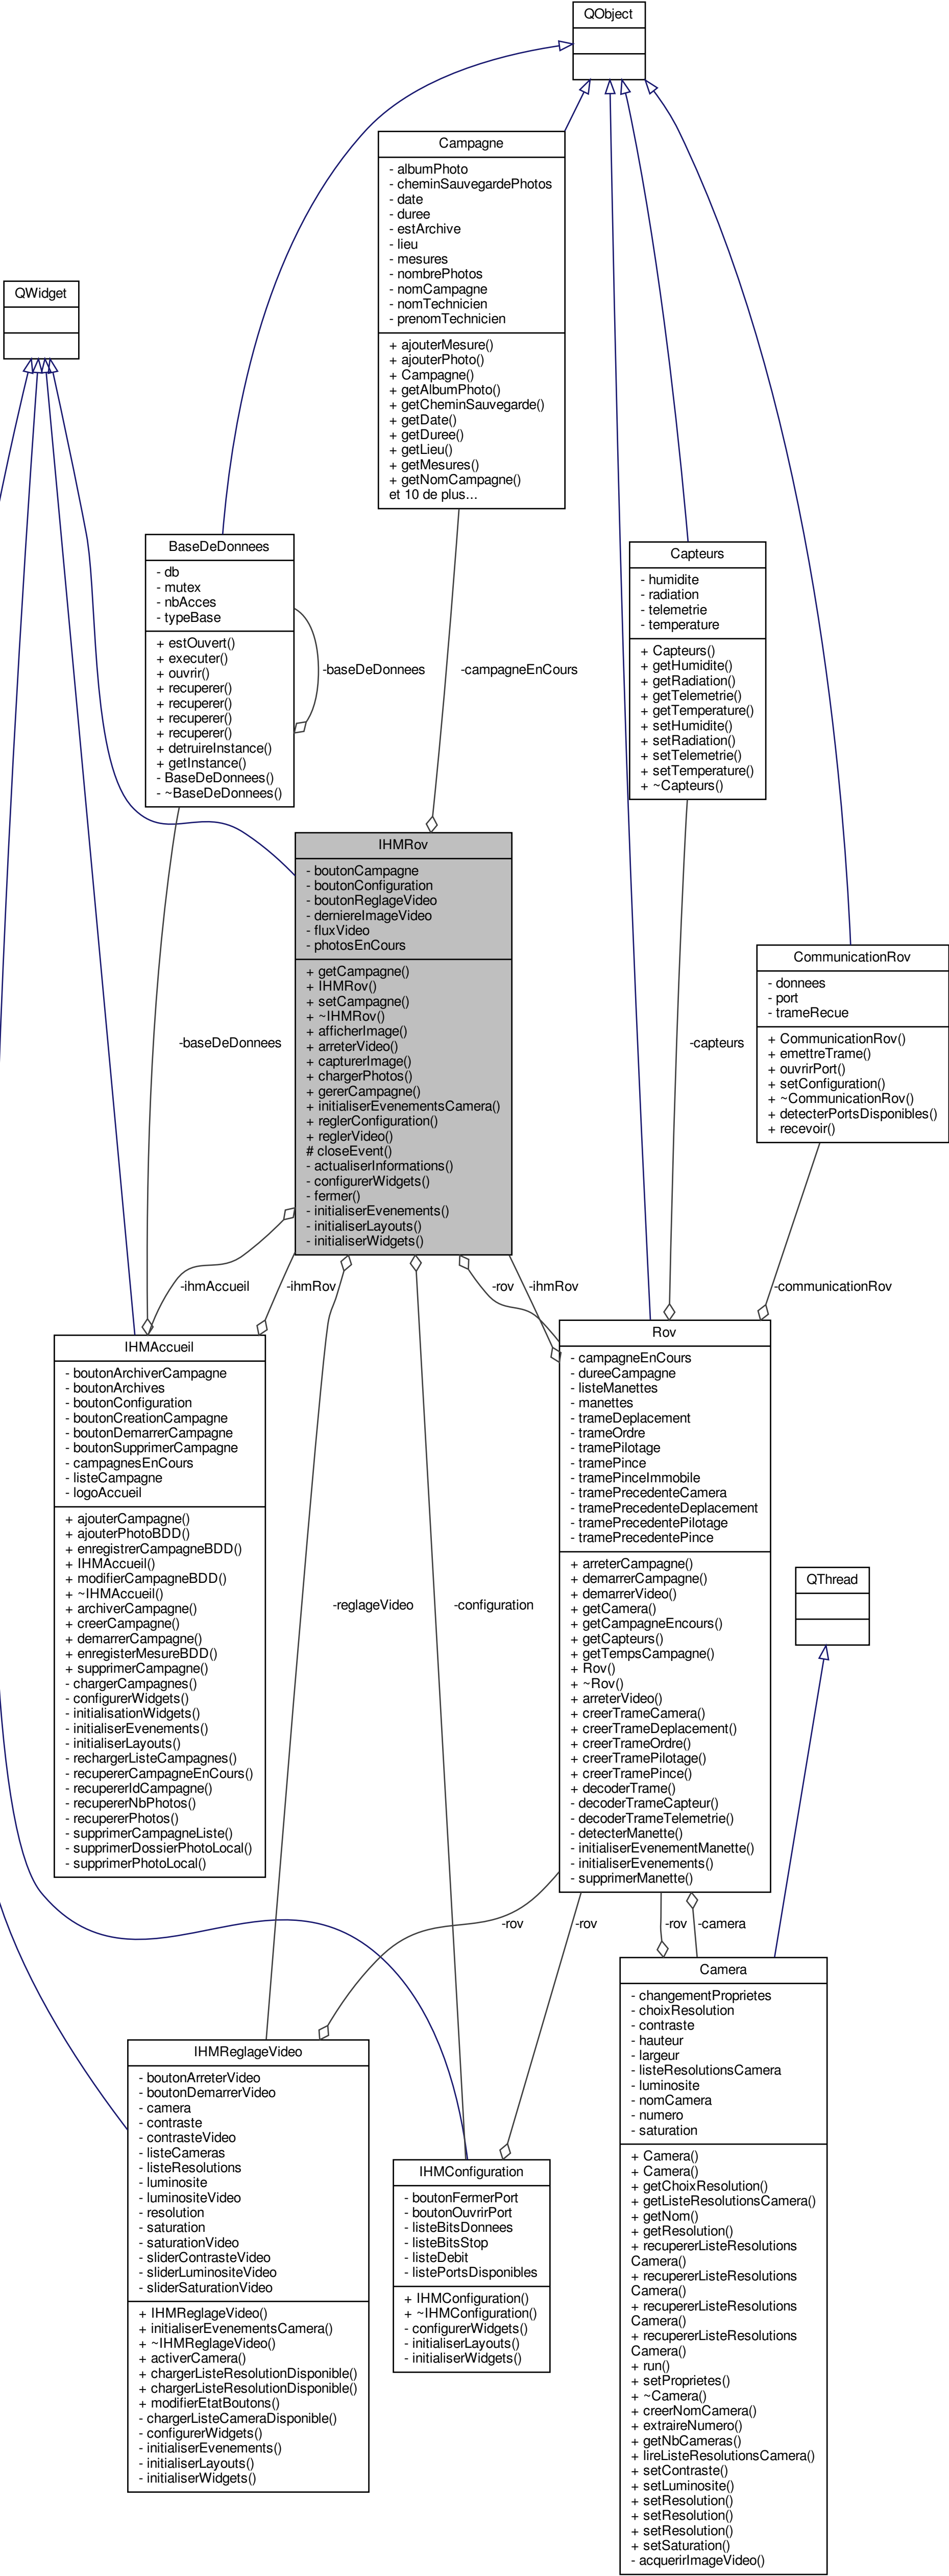 QObject
Campagne
- albumPhoto
- cheminSauvegardePhotos
- date
- duree
- estArchive
- lieu
- mesures
- nombrePhotos
- nomCampagne
- nomTechnicien
- prenomTechnicien
+ ajouterMesure()
+ ajouterPhoto()
+ Campagne()
+ getAlbumPhoto()
+ getCheminSauvegarde()
+ getDate()
+ getDuree()
+ getLieu()
+ getMesures()
+ getNomCampagne()
et 10 de plus...
QWidget
BaseDeDonnees
- db
- mutex
- nbAcces
- typeBase
+ estOuvert()
+ executer()
+ ouvrir()
+ recuperer()
+ recuperer()
+ recuperer()
+ recuperer()
+ detruireInstance()
+ getInstance()
- BaseDeDonnees()
- ~BaseDeDonnees()
-baseDeDonnees
-campagneEnCours
Capteurs
- humidite
- radiation
- telemetrie
- temperature
+ Capteurs()
+ getHumidite()
+ getRadiation()
+ getTelemetrie()
+ getTemperature()
+ setHumidite()
+ setRadiation()
+ setTelemetrie()
+ setTemperature()
+ ~Capteurs()
IHMRov
- boutonCampagne
- boutonConfiguration
- boutonReglageVideo
- derniereImageVideo
- fluxVideo
- photosEnCours
+ getCampagne()
+ IHMRov()
+ setCampagne()
+ ~IHMRov()
+ afficherImage()
+ arreterVideo()
+ capturerImage()
+ chargerPhotos()
+ gererCampagne()
+ initialiserEvenementsCamera()
+ reglerConfiguration()
+ reglerVideo()
# closeEvent()
- actualiserInformations()
- configurerWidgets()
- fermer()
- initialiserEvenements()
- initialiserLayouts()
- initialiserWidgets()
CommunicationRov
- donnees
- port
- trameRecue
+ CommunicationRov()
+ emettreTrame()
+ ouvrirPort()
+ setConfiguration()
+ ~CommunicationRov()
+ detecterPortsDisponibles()
+ recevoir()
-baseDeDonnees
-capteurs
-ihmAccueil
-ihmRov
-rov
-ihmRov
-communicationRov
IHMAccueil
- boutonArchiverCampagne
- boutonArchives
- boutonConfiguration
- boutonCreationCampagne
- boutonDemarrerCampagne
- boutonSupprimerCampagne
- campagnesEnCours
- listeCampagne
- logoAccueil
+ ajouterCampagne()
+ ajouterPhotoBDD()
+ enregistrerCampagneBDD()
+ IHMAccueil()
+ modifierCampagneBDD()
+ ~IHMAccueil()
+ archiverCampagne()
+ creerCampagne()
+ demarrerCampagne()
+ enregisterMesureBDD()
+ supprimerCampagne()
- chargerCampagnes()
- configurerWidgets()
- initialisationWidgets()
- initialiserEvenements()
- initialiserLayouts()
- rechargerListeCampagnes()
- recupererCampagneEnCours()
- recupererIdCampagne()
- recupererNbPhotos()
- recupererPhotos()
- supprimerCampagneListe()
- supprimerDossierPhotoLocal()
- supprimerPhotoLocal()
Rov
- campagneEnCours
- dureeCampagne
- listeManettes
- manettes
- trameDeplacement
- trameOrdre
- tramePilotage
- tramePince
- tramePinceImmobile
- tramePrecedenteCamera
- tramePrecedenteDeplacement
- tramePrecedentePilotage
- tramePrecedentePince
+ arreterCampagne()
+ demarrerCampagne()
+ demarrerVideo()
+ getCamera()
+ getCampagneEncours()
+ getCapteurs()
+ getTempsCampagne()
+ Rov()
+ ~Rov()
+ arreterVideo()
+ creerTrameCamera()
+ creerTrameDeplacement()
+ creerTrameOrdre()
+ creerTramePilotage()
+ creerTramePince()
+ decoderTrame()
- decoderTrameCapteur()
- decoderTrameTelemetrie()
- detecterManette()
- initialiserEvenementManette()
- initialiserEvenements()
- supprimerManette()
QThread
-reglageVideo
-configuration
-rov
-rov
-rov
-camera
IHMReglageVideo
- boutonArreterVideo
- boutonDemarrerVideo
- camera
- contraste
- contrasteVideo
- listeCameras
- listeResolutions
- luminosite
- luminositeVideo
- resolution
- saturation
- saturationVideo
- sliderContrasteVideo
- sliderLuminositeVideo
- sliderSaturationVideo
+ IHMReglageVideo()
+ initialiserEvenementsCamera()
+ ~IHMReglageVideo()
+ activerCamera()
+ chargerListeResolutionDisponible()
+ chargerListeResolutionDisponible()
+ modifierEtatBoutons()
- chargerListeCameraDisponible()
- configurerWidgets()
- initialiserEvenements()
- initialiserLayouts()
- initialiserWidgets()
IHMConfiguration
- boutonFermerPort
- boutonOuvrirPort
- listeBitsDonnees
- listeBitsStop
- listeDebit
- listePortsDisponibles
+ IHMConfiguration()
+ ~IHMConfiguration()
- configurerWidgets()
- initialiserLayouts()
- initialiserWidgets()
Camera
- changementProprietes
- choixResolution
- contraste
- hauteur
- largeur
- listeResolutionsCamera
- luminosite
- nomCamera
- numero
- saturation
+ Camera()
+ Camera()
+ getChoixResolution()
+ getListeResolutionsCamera()
+ getNom()
+ getResolution()
+ recupererListeResolutions
Camera()
+ recupererListeResolutions
Camera()
+ recupererListeResolutions
Camera()
+ recupererListeResolutions
Camera()
+ run()
+ setProprietes()
+ ~Camera()
+ creerNomCamera()
+ extraireNumero()
+ getNbCameras()
+ lireListeResolutionsCamera()
+ setContraste()
+ setLuminosite()
+ setResolution()
+ setResolution()
+ setResolution()
+ setSaturation()
- acquerirImageVideo()